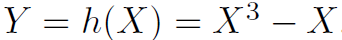 Y = h(X) = X³ − X